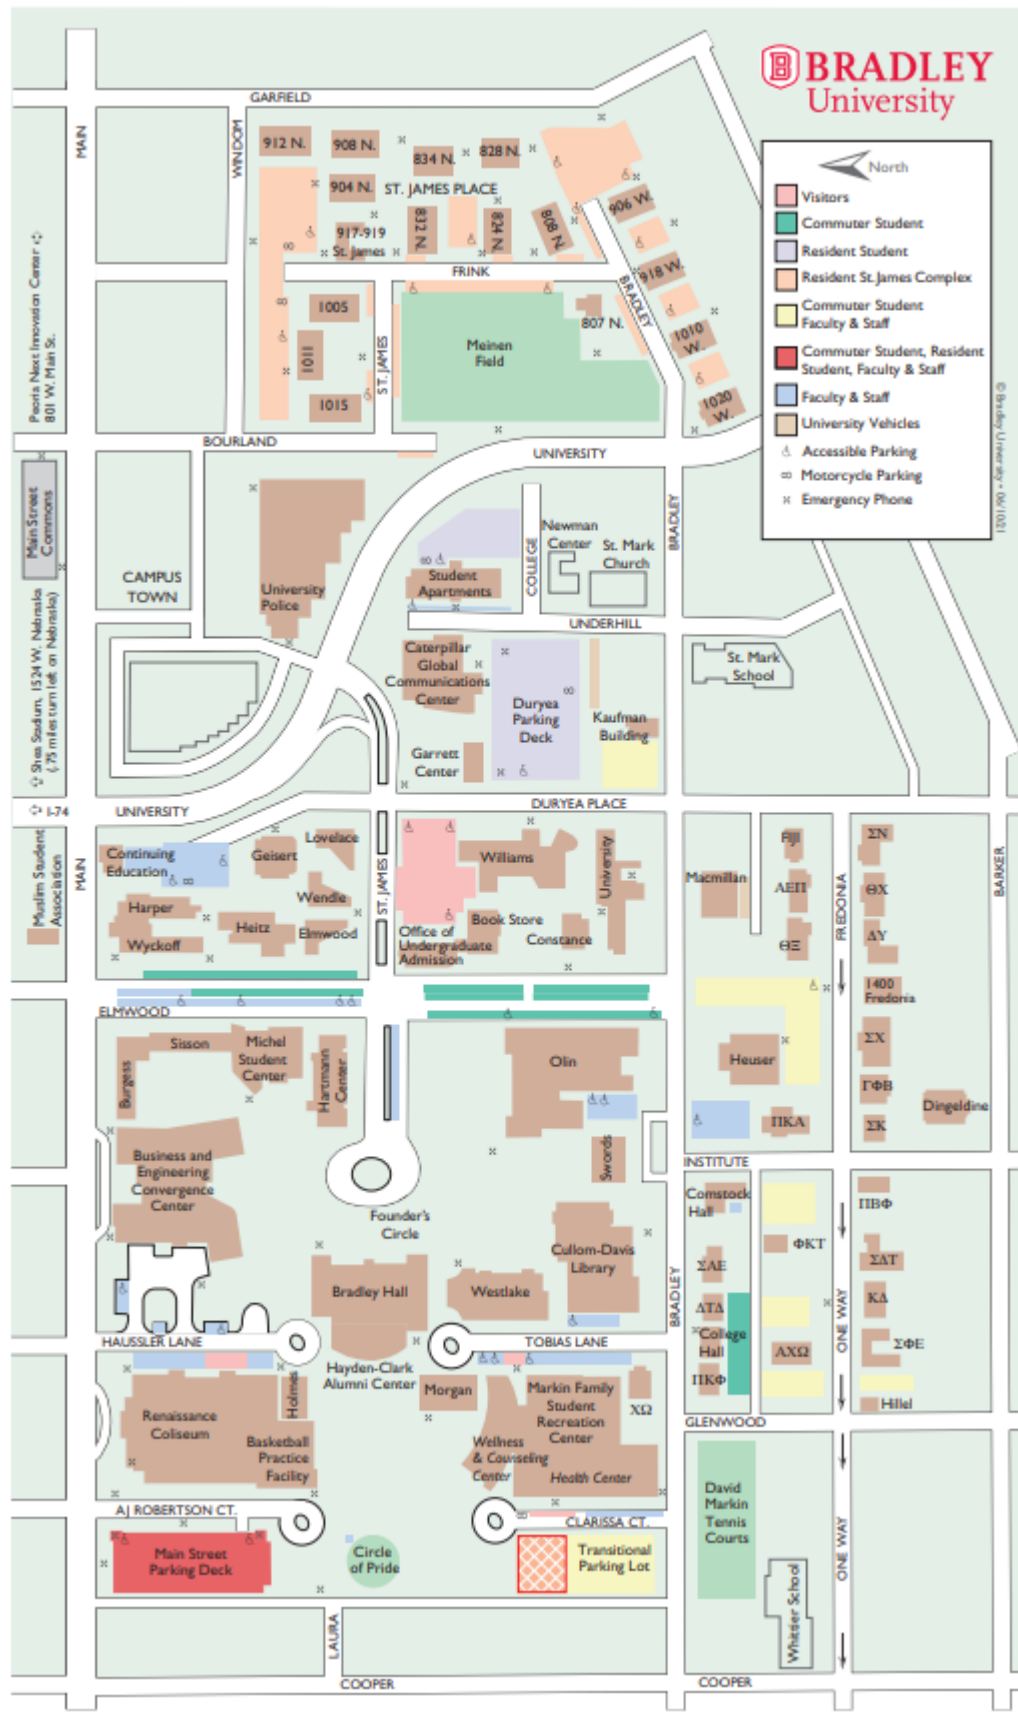 BRADLEY
University
North
Visitors
Commuter Student
Resident Student
Resident St.James Complex
Commuter Student
Faculty & Staff
Commuter Student, Resident
Student, Faculty & Staff
Faculty & Staff
University Vehicles
Accessible Parking
Motorcycle Parking
Emergency Phone
© Bradley University • 06/10/21
GARFIELD
MAIN
WINDOM
912 N.
908 N.
834 N.
828 N.
904 N.
ST. JAMES PLACE
906 W.
917-919
St. James
832 N.
824 N.
808 N.
FRINK
918 W.
BRADLEY
Peoria Next Innovation Center
801 W. Main St.
1005
1011
1015
ST. JAMES
Meinen
Field
807 N.
1010
W.
1020
W.
BOURLAND
UNIVERSITY
Main Street
Commons
CAMPUS
TOWN
University
Police
Student
Apartments
COLLEGE
Newman
Center
St. Mark
Church
BRADLEY
UNDERHILL
Shea Stadium, 1524 W. Nebraska
(.75 miles turn left on Nebraska)
Caterpillar
Global
Communications
Center
Duryea
Parking
Deck
Kaufman
Building
St. Mark
School
Garrett
Center
I-74
UNIVERSITY
DURYEA PLACE
Muslim Student
Association
MAIN
Continuing
Education
Geisert
Lovelace
Wendle
Harper
Wyckoff
Heitz
Elmwood
ST. JAMES
Williams
University
Book Store
Office of
Undergraduate
Admission
Constance
Macmillan
Fiji
ΑΕΠ
ΘΞ
FREDONIA
ΣΝ
ΘΧ
ΔΥ
1400
Fredonia
BARKER
ELMWOOD
Sisson
Michel
Student
Center
Burgess
Hartmann
Center
Olin
Heuser
ΣΧ
ΓΦΒ
ΠΚΑ
ΣΚ
Dingeldine
Business and
Engineering
Convergence
Center
Swords
INSTITUTE
Founder's
Circle
Comstock
Hall
ΠΒΦ
ΦΚΤ
Cullom-Davis
Library
Bradley Hall
Westlake
ΣΑΕ
ΣΔΤ
ΔΤΔ
ΚΔ
BRADLEY
ONE WAY
HAUSSLER LANE
TOBIAS LANE
College
Hall
ΑΧΩ
ΣΦΕ
Hayden-Clark
Alumni Center
ΠΚΦ
Holmes
Morgan
Markin Family
Student
Recreation
Center
ΧΩ
Hillel
Renaissance
Coliseum
Basketball
Practice
Facility
Wellness
& Counseling
Center
Health Center
GLENWOOD
AJ ROBERTSON CT.
CLARISSA CT.
David
Markin
Tennis
Courts
Main Street
Parking Deck
Circle
of Pride
Transitional
Parking Lot
ONE WAY
Whittier School
LAURA
COOPER
COOPER